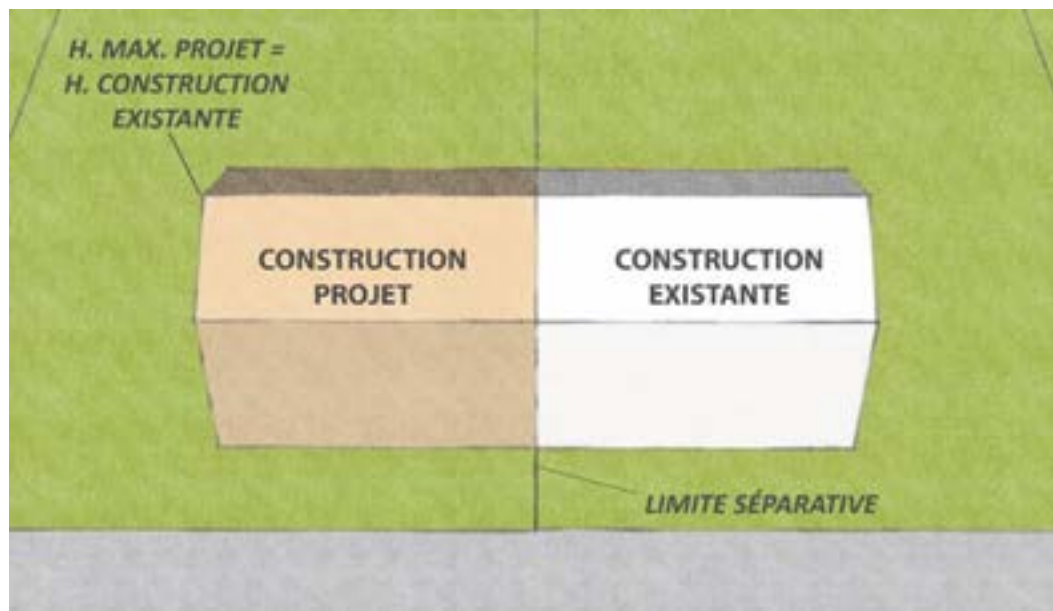 H. MAX. PROJET =
H. CONSTRUCTION
EXISTANTE
CONSTRUCTION
PROJET
CONSTRUCTION
EXISTANTE
LIMITE SÉPARATIVE